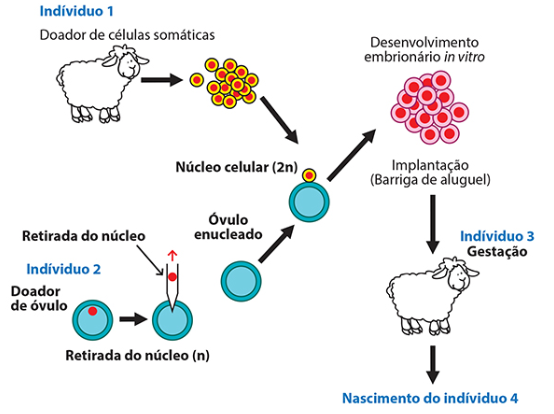 Indivíduo 1
Doador de células somáticas
Desenvolvimento
embrionário in vitro
Núcleo celular (2n)
Implantação
(Barriga de aluguel)
Óvulo
enucleado
Retirada do núcleo
Indivíduo 2
Doador
de óvulo
Retirada do núcleo (n)
Indivíduo 3
Gestação
Nascimento do indivíduo 4